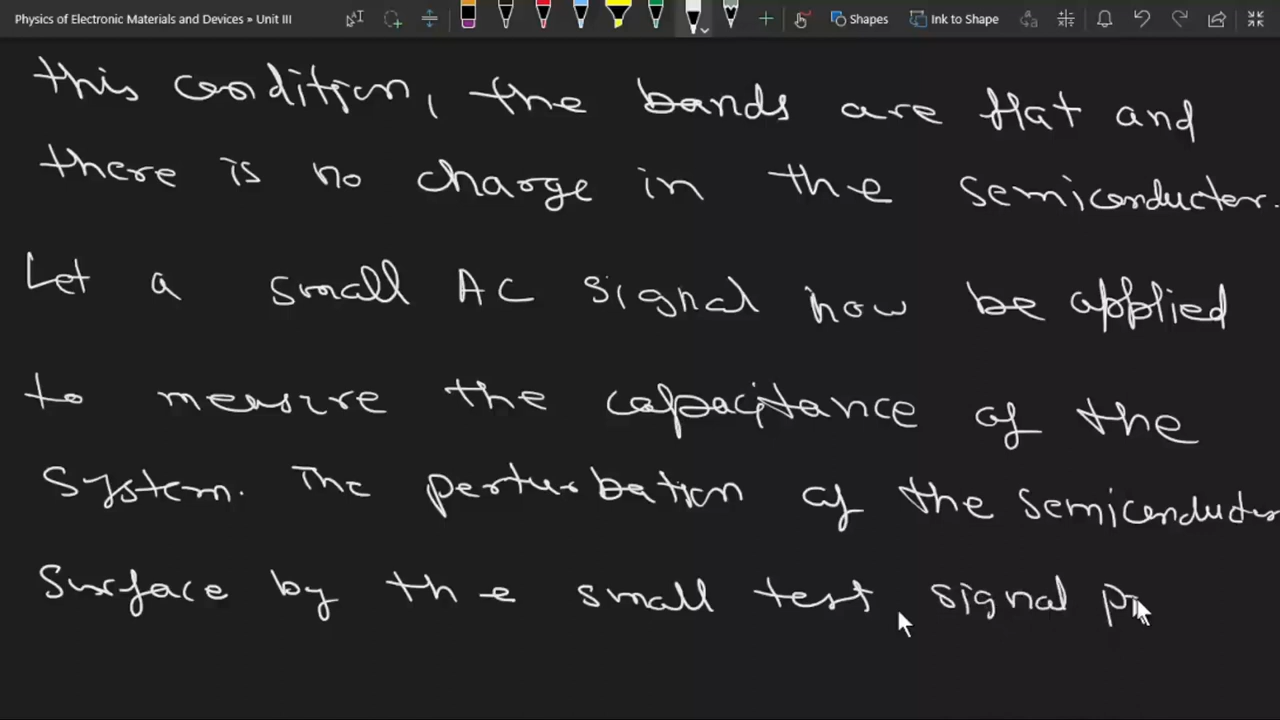 Physics of Electronic Materials and Devices » Unit III
Shapes
Ink to Shape
this condition, the bands are flat and
there is no charge in the semiconductor.
Let a small AC signal now be applied
to measure the capacitance of the
system. The perturbation of the semiconductor
surface by the small test signal